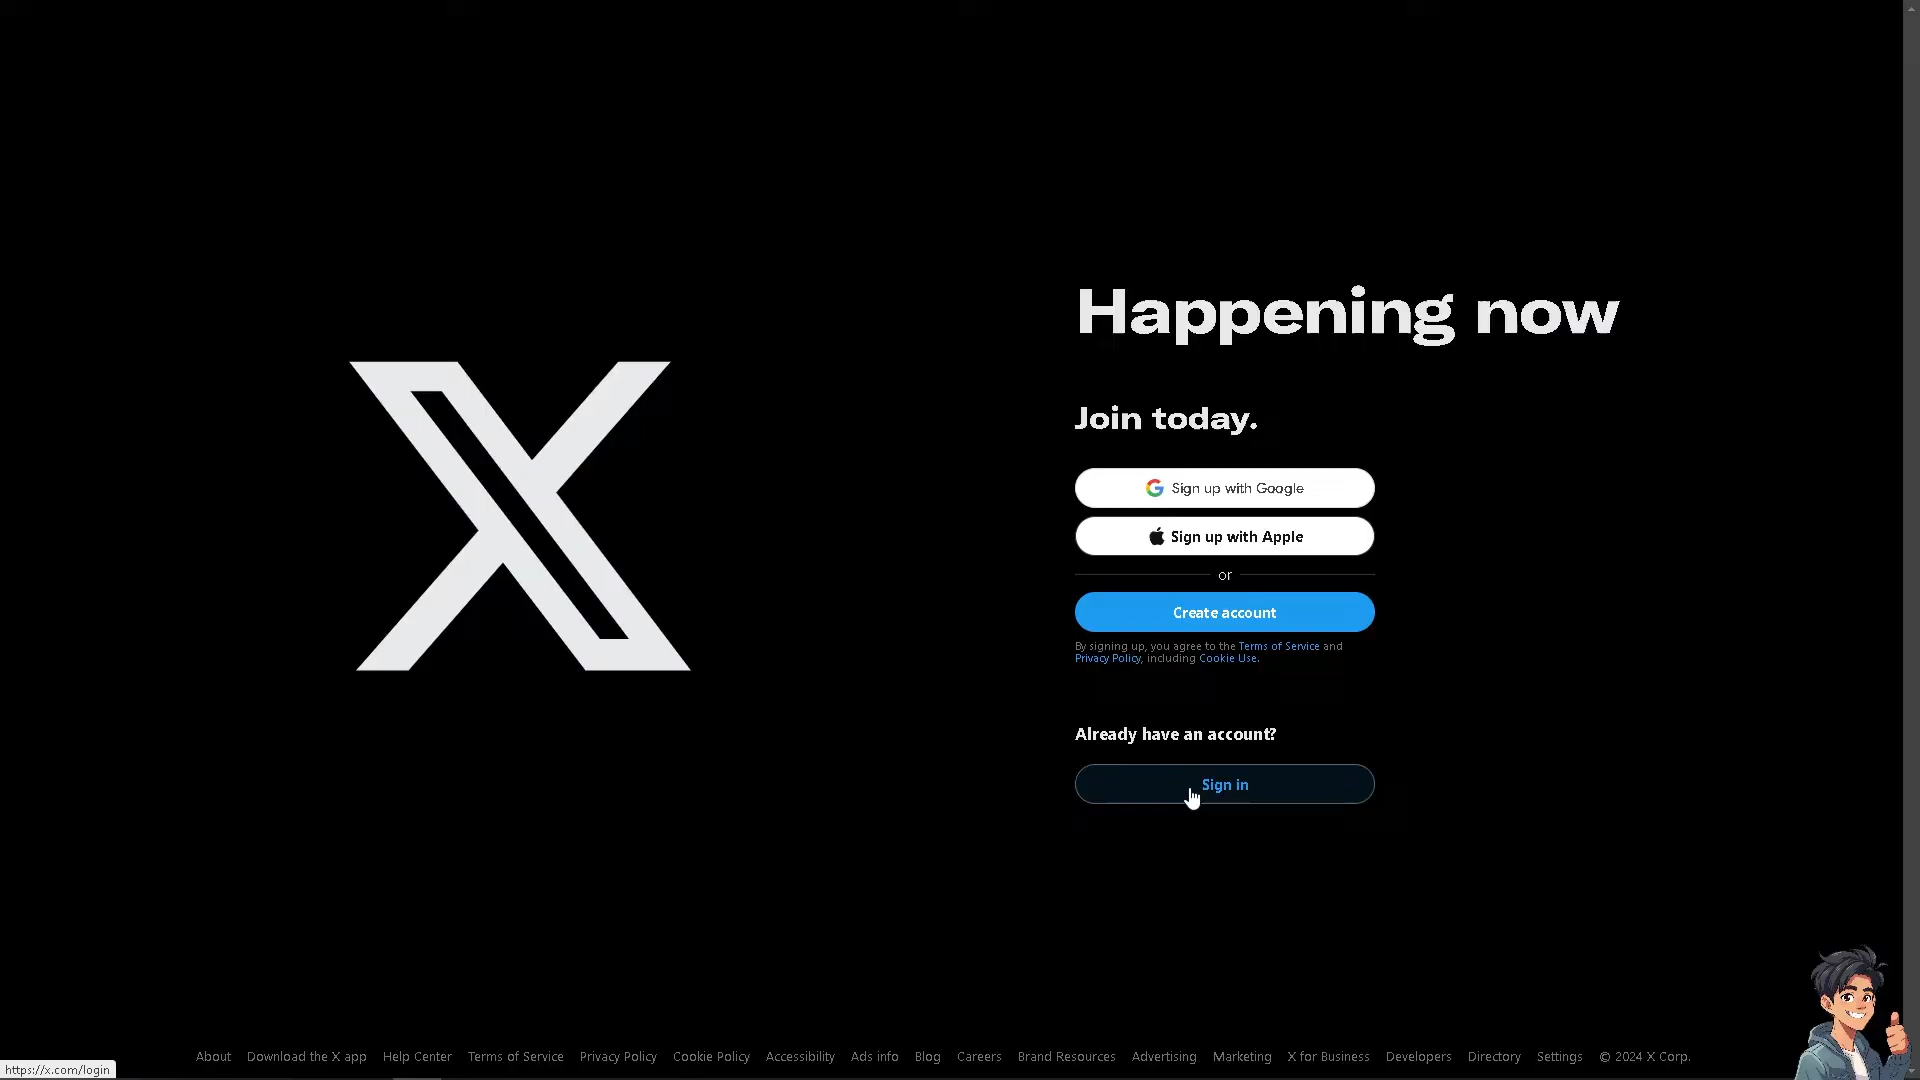 Happening now
Join today.
Sign up with Google
Sign up with Apple
or
Create account
By signing up, you agree to the Terms of Service and
Privacy Policy, including Cookie Use.
Already have an account?
Sign in
About Download the X app Help Center Terms of Service Privacy Policy Cookie Policy Accessibility Ads info Blog Careers Brand Resources Advertising Marketing X for Business Developers Directory Settings © 2024 X Corp.
https://x.com/login